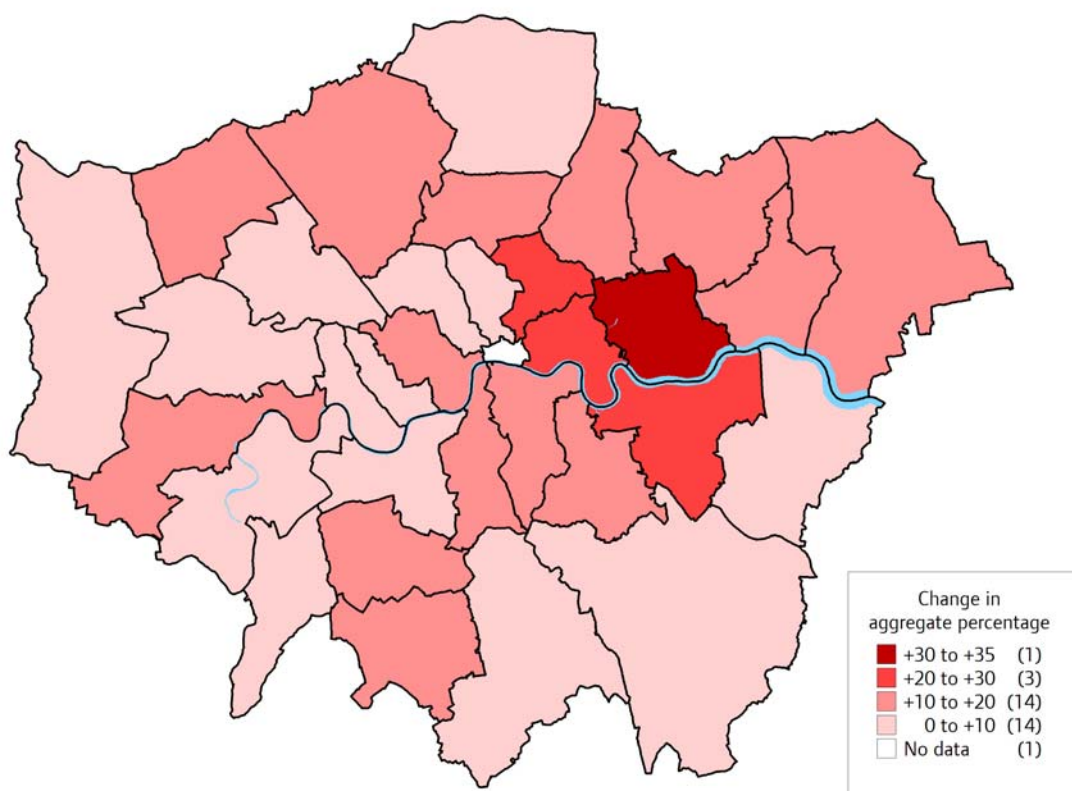 Change in
aggregate percentage
+30 to +35 (1)
+20 to +30 (3)
+10 to +20 (14)
0 to +10 (14)
No data (1)